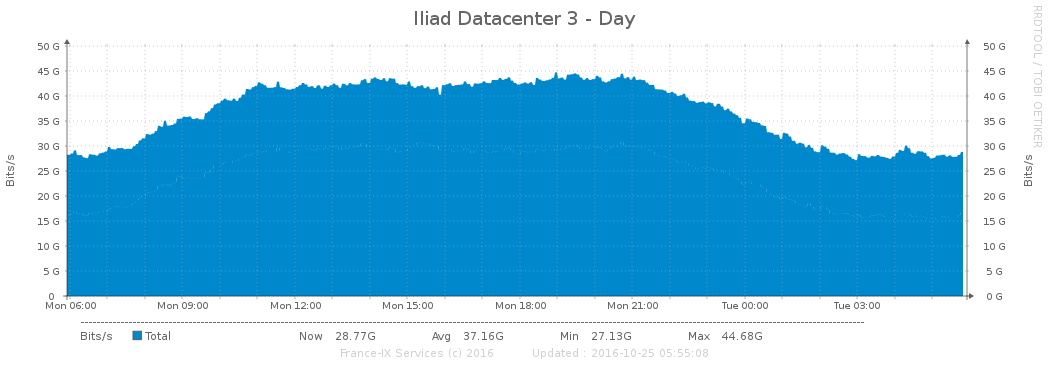 Iliad Datacenter 3 - Day
RRDTOOL / TOBI OETIKER
Bits/s
50 G
45 G
40 G
35 G
30 G
25 G
20 G
15 G
10 G
5 G
0
50 G
45 G
40 G
35 G
30 G
25 G
20 G
15 G
10 G
5 G
0 G
Bits/s
Mon 06:00 Mon 09:00 Mon 12:00 Mon 15:00 Mon 18:00 Mon 21:00 Tue 00:00 Tue 03:00
Bits/s Total Now 28.77G Avg 37.16G Min 27.13G Max 44.68G
France-IX Services (c) 2016 Updated : 2016-10-25 05:55:08